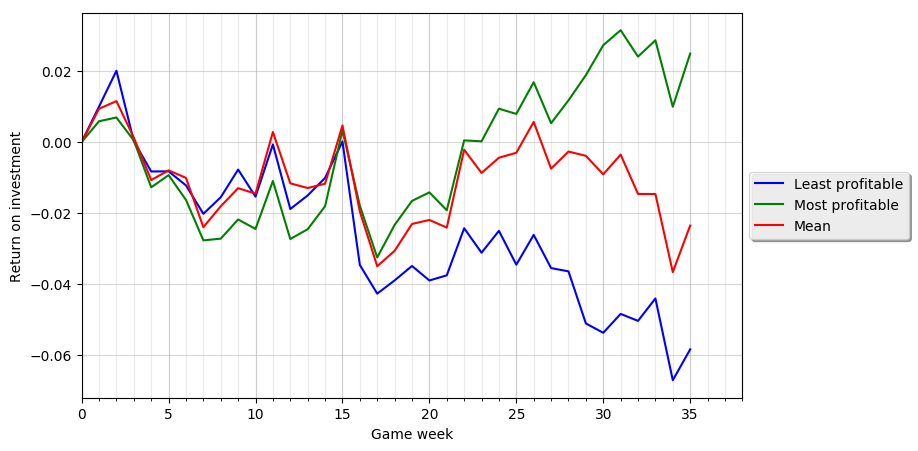 0.02
0.00
−0.02
−0.04
−0.06
Return on investment
0 5 10 15 20 25 30 35
Game week
Least profitable
Most profitable
Mean